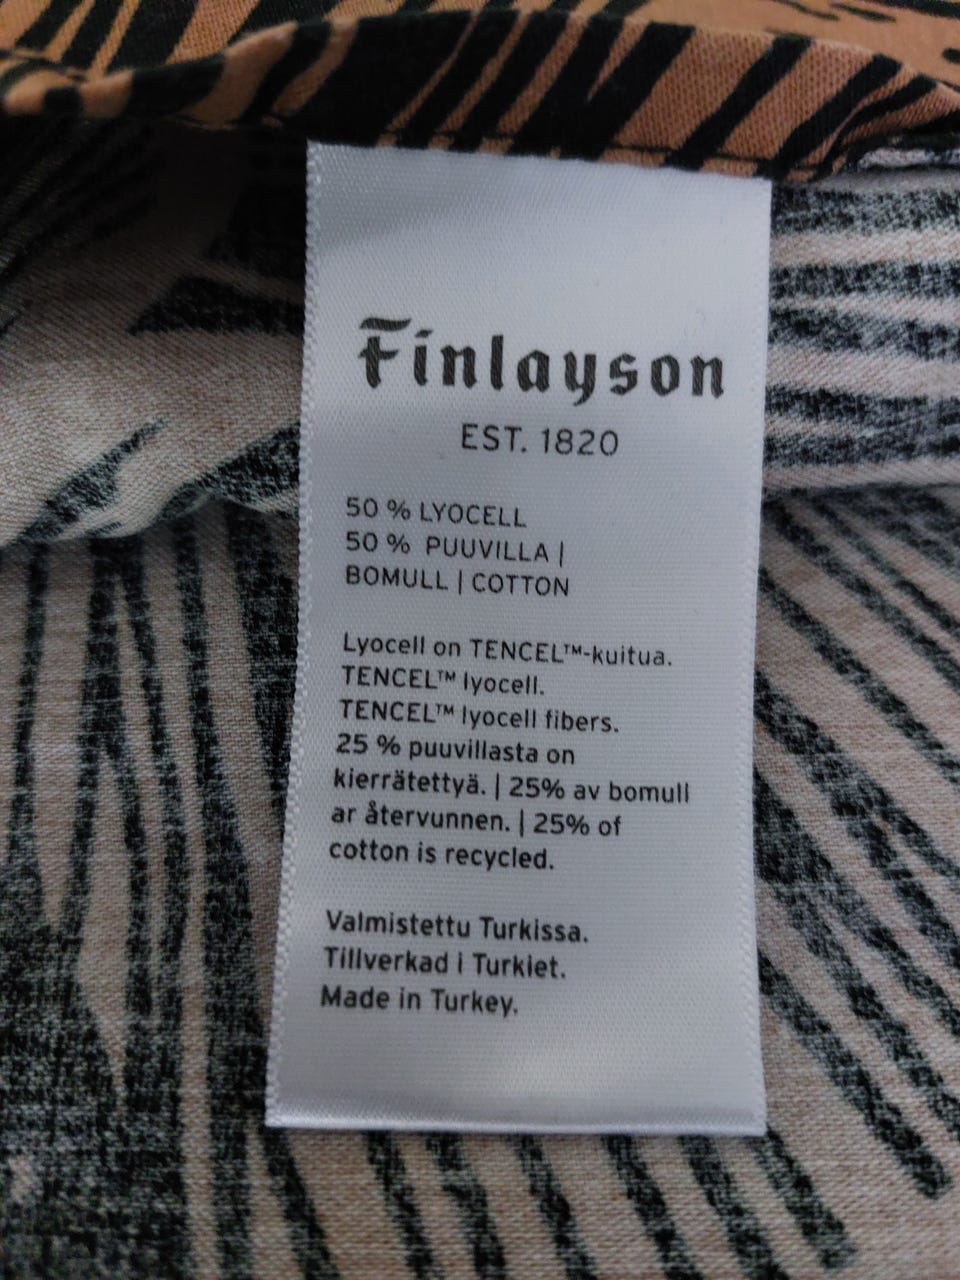 Finlayson
EST. 1820
50 % LYOCELL
50 % PUUVILLA |
BOMULL | COTTON
Lyocell on TENCEL™-kuitua.
TENCEL™ lyocell.
TENCEL™ lyocell fibers.
25 % puuvillasta on
kierrätettyä. | 25% av bomull
ar återvunnen. | 25% of
cotton is recycled.
Valmistettu Turkissa.
Tillverkad i Turkiet.
Made in Turkey.